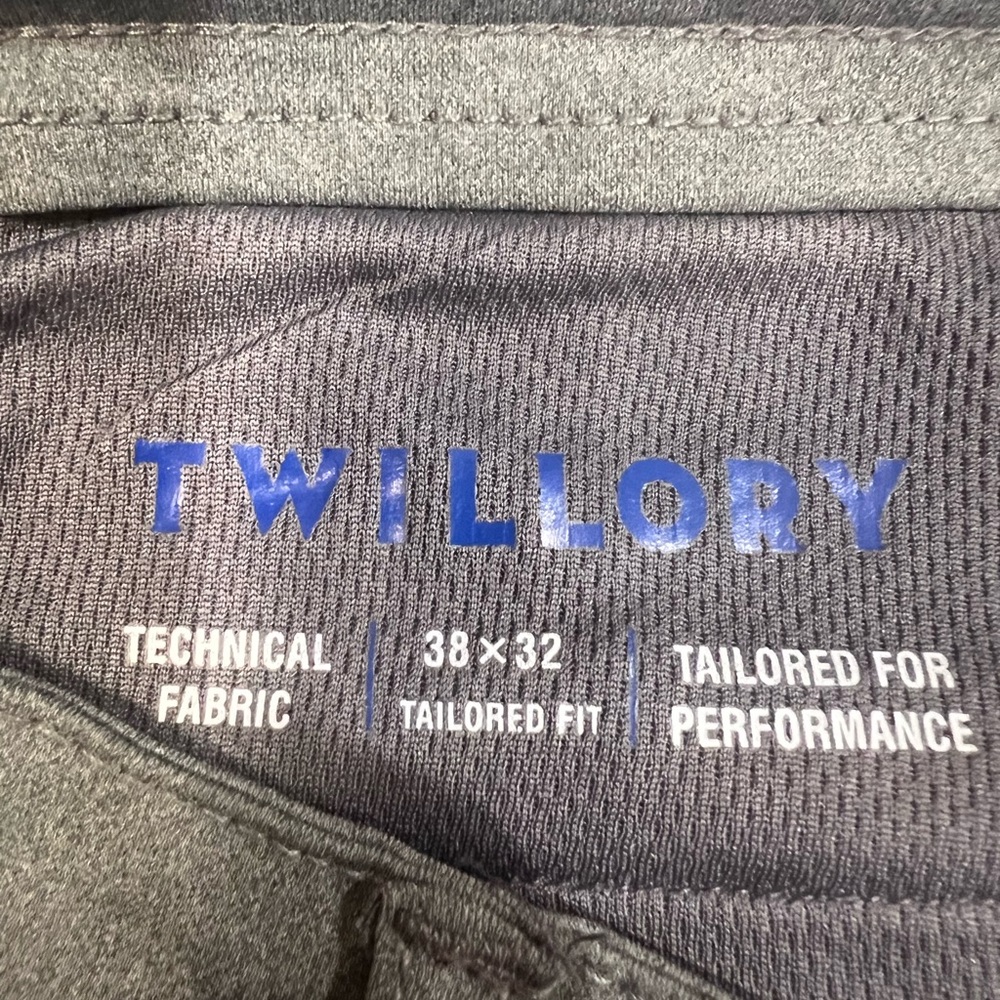 TWILLORY
TECHNICAL
FABRIC
38×32
TAILORED FIT
TAILORED FOR
PERFORMANCE